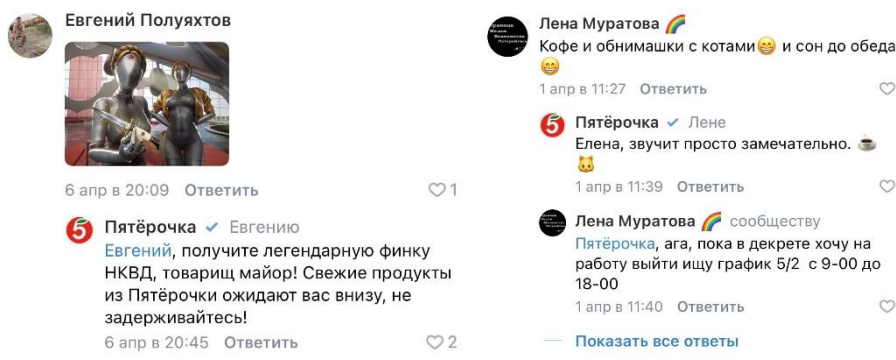 Евгений Полуяхтов
6 апр в 20:09 Ответить 1
5 Пятёрочка Евгению
Евгений, получите легендарную финку
НКВД, товарищ майор! Свежие продукты
из Пятёрочки ожидают вас внизу, не
задерживайтесь!
6 апр в 20:45 Ответить 2
Лена Муратова 🌈
Кофе и обнимашки с котами😁 и сон до обеда
😁
1 апр в 11:27 Ответить
5 Пятёрочка Лене
Елена, звучит просто замечательно. ☕
🐱
1 апр в 11:39 Ответить
Лена Муратова 🌈 сообществу
Пятёрочка, ага, пока в декрете хочу на
работу выйти ищу график 5/2 с 9-00 до
18-00
1 апр в 11:40 Ответить
Показать все ответы